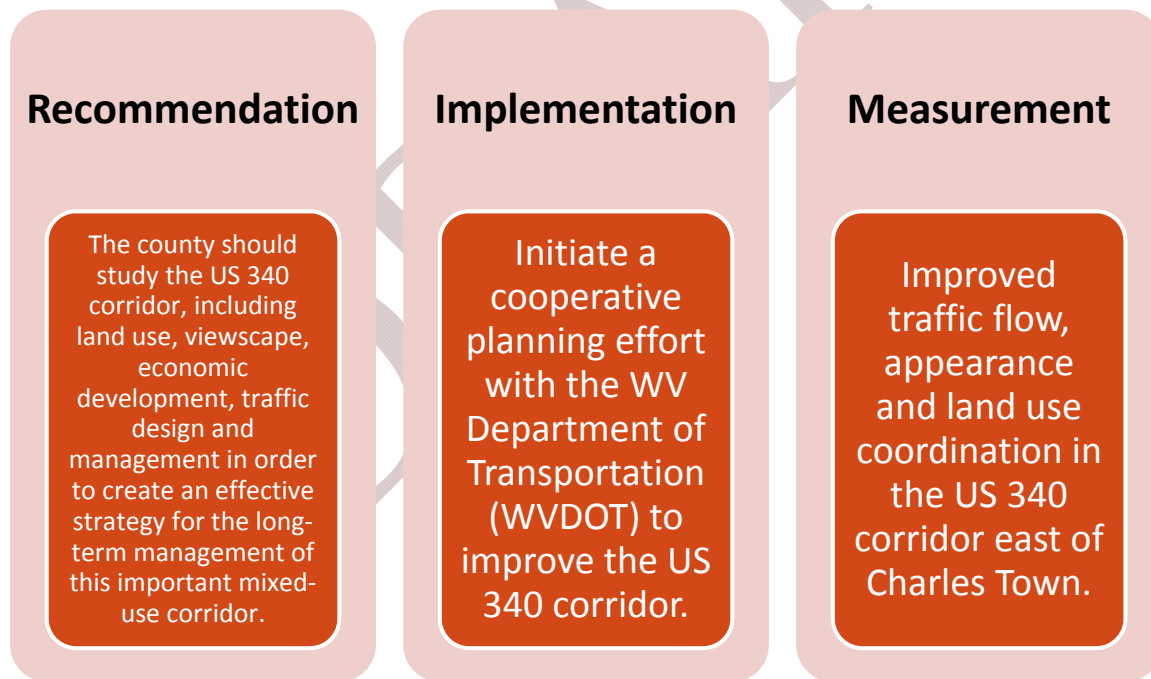 Recommendation
The county should
study the US 340
corridor, including
land use, viewscape,
economic
development, traffic
design and
management in order
to create an effective
strategy for the long-
term management of
this important mixed-
use corridor.
Implementation
Initiate a
cooperative
planning effort
with the WV
Department of
Transportation
(WVDOT) to
improve the US
340 corridor.
Measurement
Improved
traffic flow,
appearance
and land use
coordination in
the US 340
corridor east of
Charles Town.